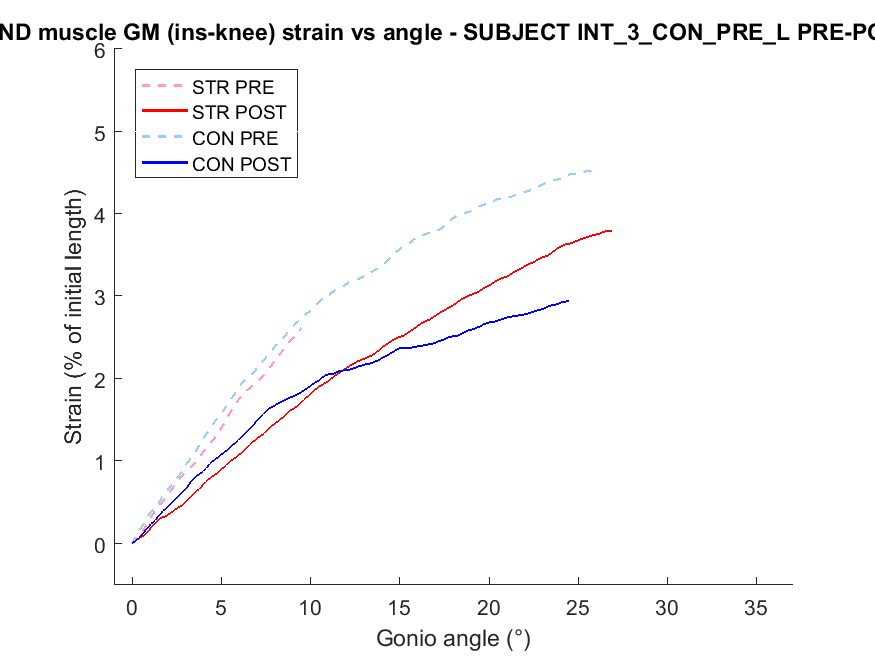 ND muscle GM (ins-knee) strain vs angle - SUBJECT INT_3_CON_PRE_L PRE-PO
6
5
4
3
2
1
0
Strain (% of initial length)
STR PRE
STR POST
CON PRE
CON POST
0 5 10 15 20 25 30 35
Gonio angle (°)